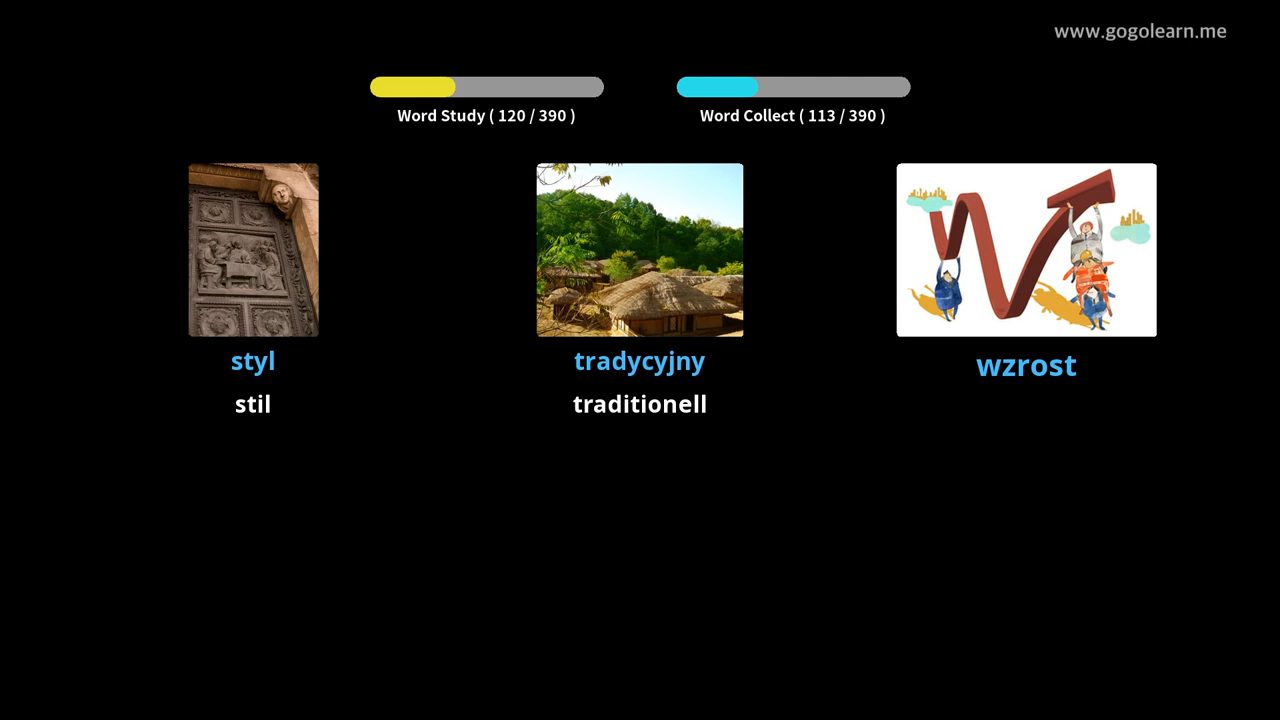 www.gogolearn.me
Word Study ( 120 / 390 )
Word Collect ( 113 / 390 )
styl
stil
tradycyjny
traditionell
wzrost